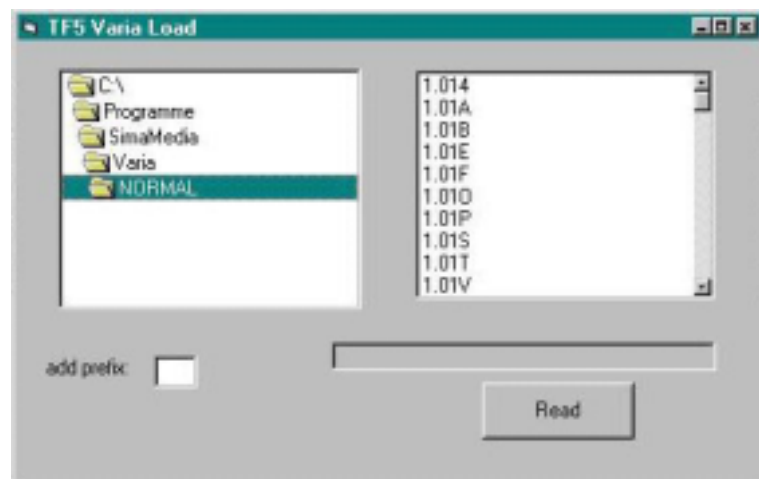 TF5 Varia Load
C:\
Programme
SimaMedia
Varia
NORMAL
1.014
1.01A
1.01B
1.01E
1.01F
1.01O
1.01P
1.01S
1.01T
1.01V
add prefix:
Read